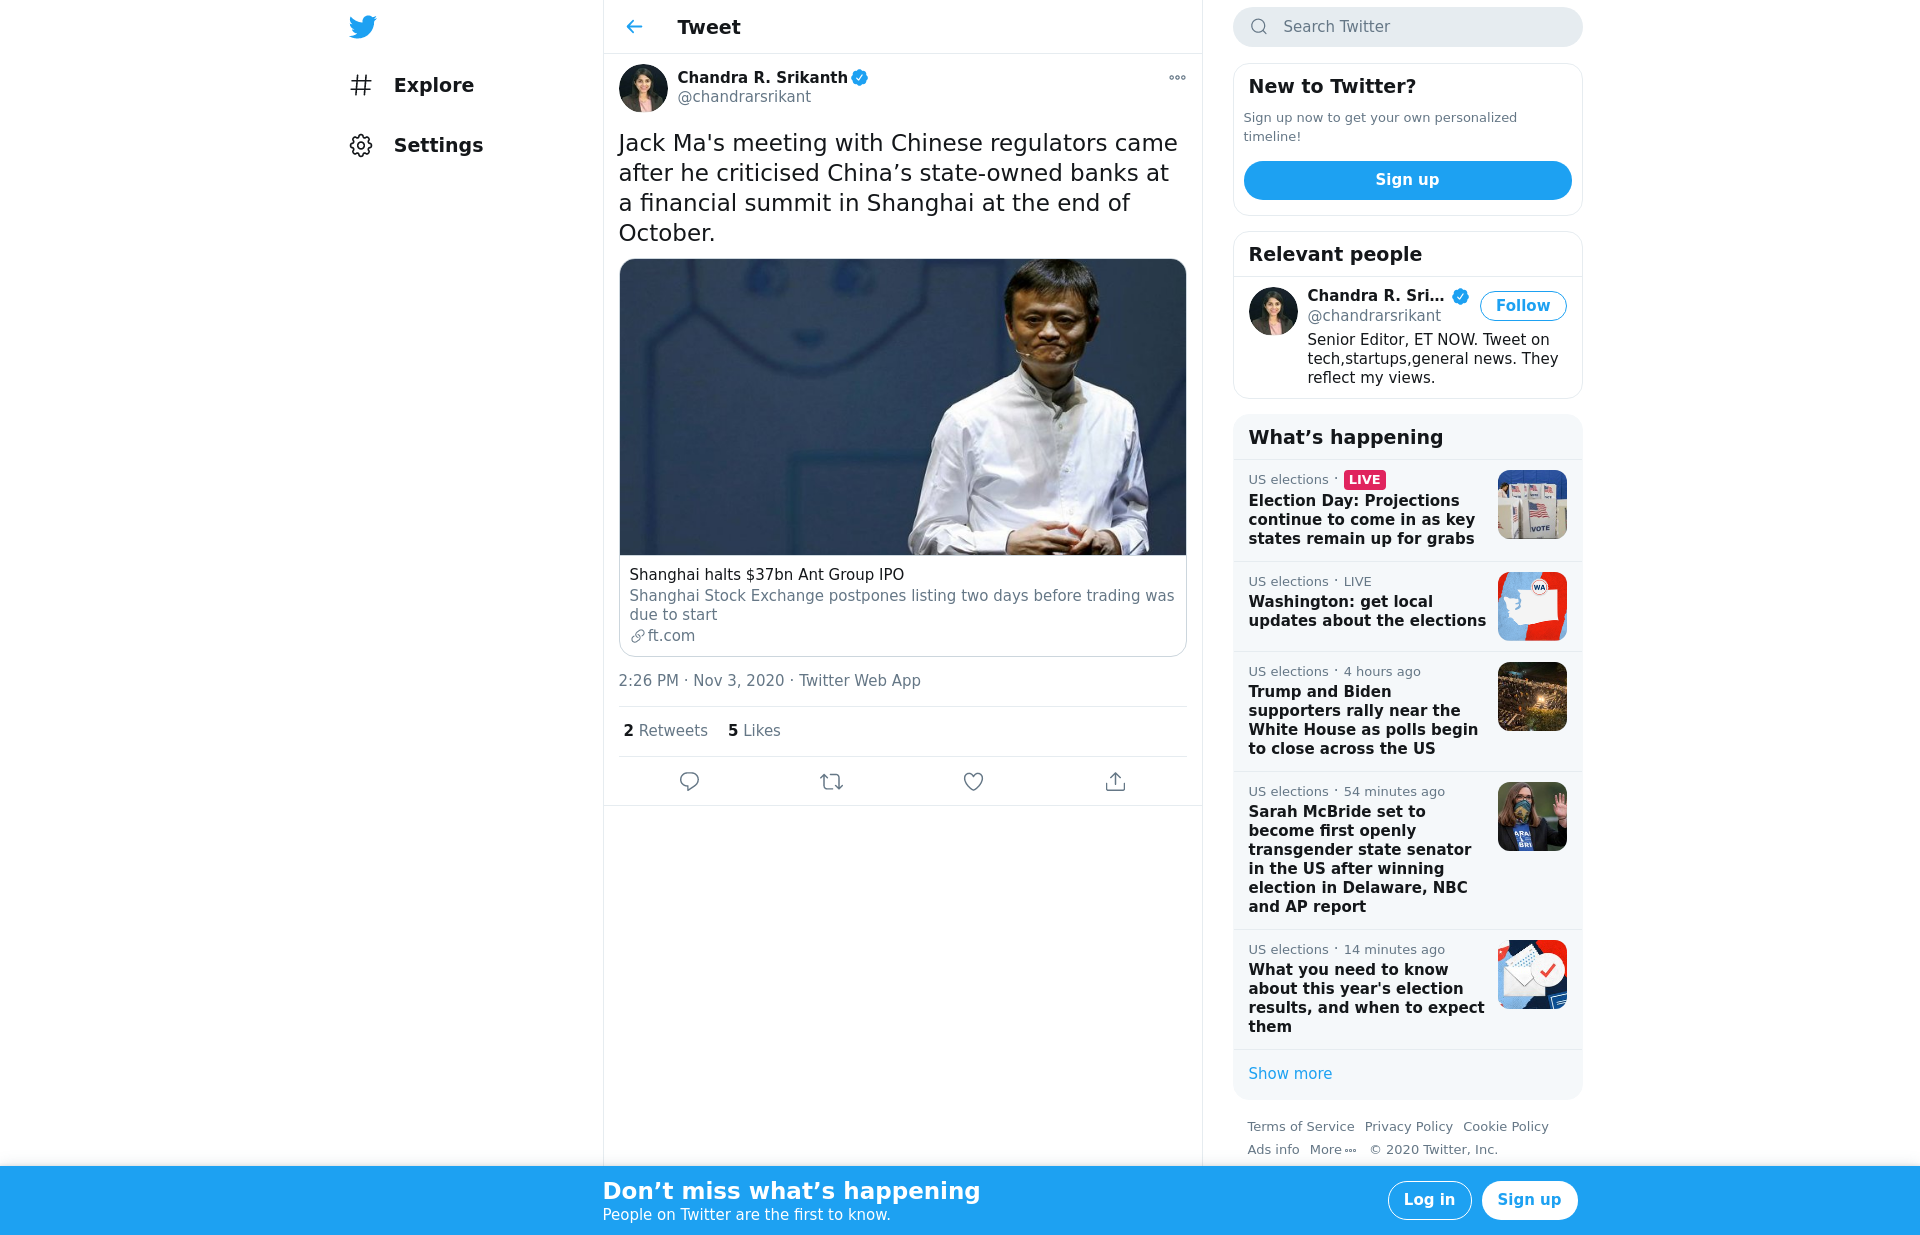 Explore
Settings
Tweet
Chandra R. Srikanth
@chandrarsrikant
Jack Ma's meeting with Chinese regulators came
after he criticised China’s state-owned banks at
a financial summit in Shanghai at the end of
October.
Shanghai halts $37bn Ant Group IPO
Shanghai Stock Exchange postpones listing two days before trading was
due to start
ft.com
2:26 PM · Nov 3, 2020 · Twitter Web App
2 Retweets 5 Likes
Search Twitter
New to Twitter?
Sign up now to get your own personalized
timeline!
Sign up
Relevant people
Chandra R. Sri...
@chandrarsrikant
Follow
Senior Editor, ET NOW. Tweet on
tech,startups,general news. They
reflect my views.
What’s happening
US elections · LIVE
Election Day: Projections
continue to come in as key
states remain up for grabs
VOTE
US elections · LIVE
Washington: get local
updates about the elections
WA
US elections · 4 hours ago
Trump and Biden
supporters rally near the
White House as polls begin
to close across the US
US elections · 54 minutes ago
Sarah McBride set to
become first openly
transgender state senator
in the US after winning
election in Delaware, NBC
and AP report
US elections · 14 minutes ago
What you need to know
about this year's election
results, and when to expect
them
Show more
Terms of Service Privacy Policy Cookie Policy
Ads info More © 2020 Twitter, Inc.
Don’t miss what’s happening
People on Twitter are the first to know.
Log in
Sign up